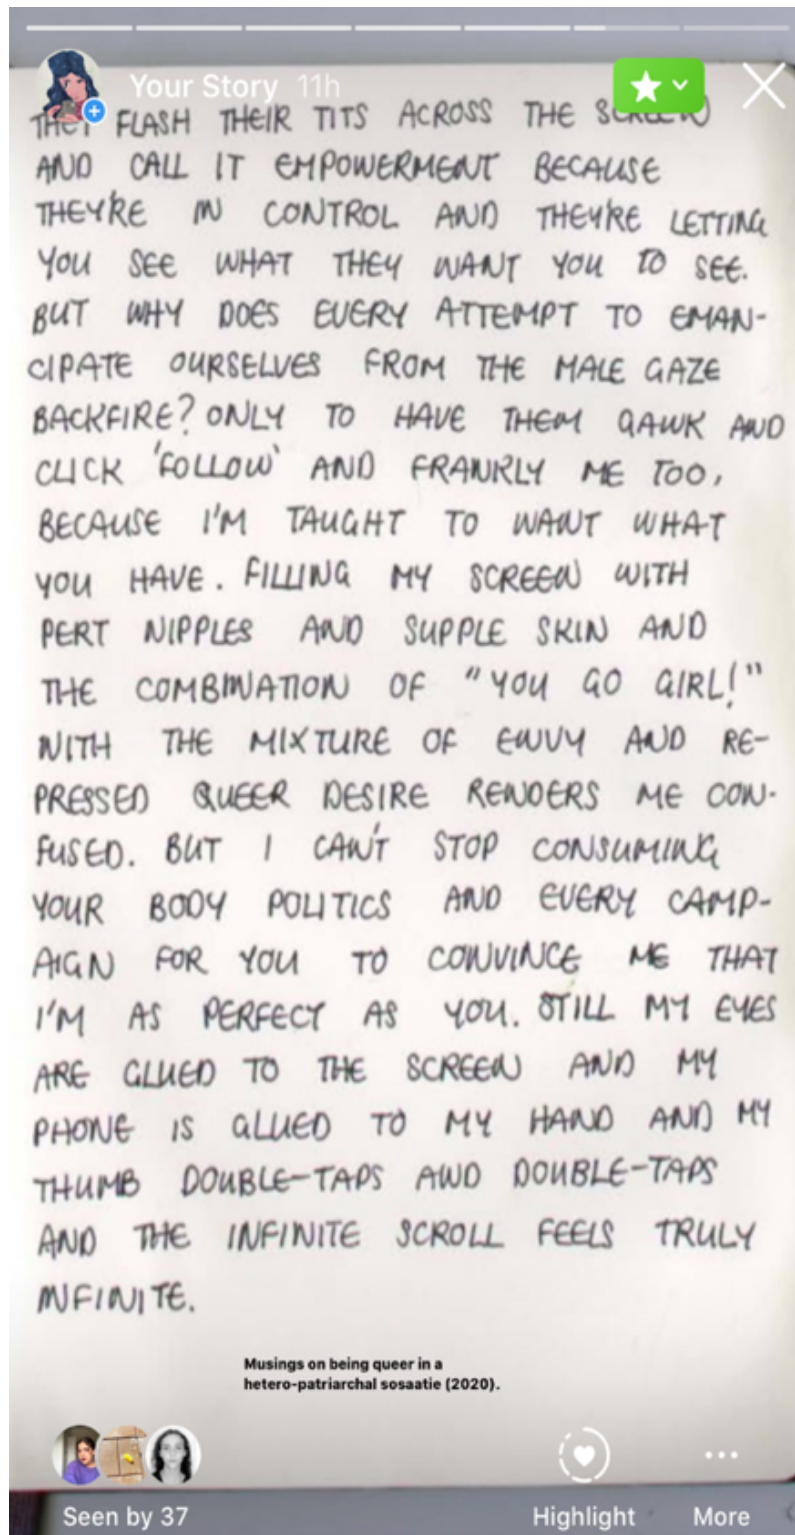 Your Story 11h
THEY FLASH THEIR TITS ACROSS THE SCREEN
AND CALL IT EMPOWERMENT BECAUSE
THEY'RE IN CONTROL AND THEY'RE LETTING
YOU SEE WHAT THEY WANT YOU TO SEE.
BUT WHY DOES EVERY ATTEMPT TO EMAN-
CIPATE OURSELVES FROM THE MALE GAZE
BACKFIRE? ONLY TO HAVE THEM GAWK AND
CLICK 'FOLLOW' AND FRANKLY ME TOO,
BECAUSE I'M TAUGHT TO WANT WHAT
YOU HAVE. FILLING MY SCREEN WITH
PERT NIPPLES AND SUPPLE SKIN AND
THE COMBINATION OF "YOU GO GIRL!"
WITH THE MIXTURE OF ENVY AND RE-
PRESSED QUEER DESIRE RENDERS ME CON-
FUSED. BUT I CAN'T STOP CONSUMING
YOUR BODY POLITICS AND EVERY CAMP-
AIGN FOR YOU TO CONVINCE ME THAT
I'M AS PERFECT AS YOU. STILL MY EYES
ARE GLUED TO THE SCREEN AND MY
PHONE IS GLUED TO MY HAND AND MY
THUMB DOUBLE-TAPS AND DOUBLE-TAPS
AND THE INFINITE SCROLL FEELS TRULY
INFINITE.
Musings on being queer in a
hetero-patriarchal sosaatie (2020).
Seen by 37 Highlight More